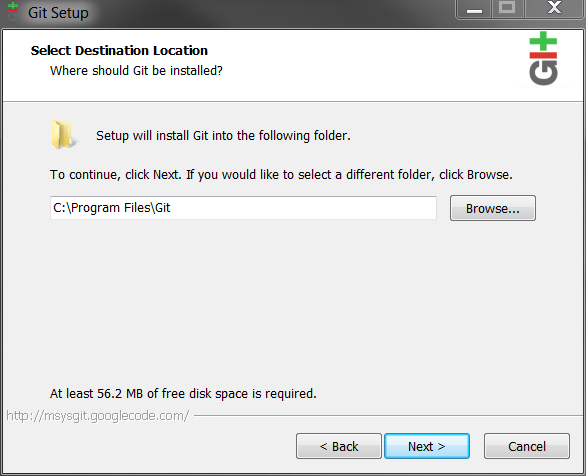 Git Setup
Select Destination Location
Where should Git be installed?
GIt
Setup will install Git into the following folder.
To continue, click Next. If you would like to select a different folder, click Browse.
C:\Program Files\Git
Browse...
At least 56.2 MB of free disk space is required.
http://msysgit.googlecode.com/
< Back
Next >
Cancel